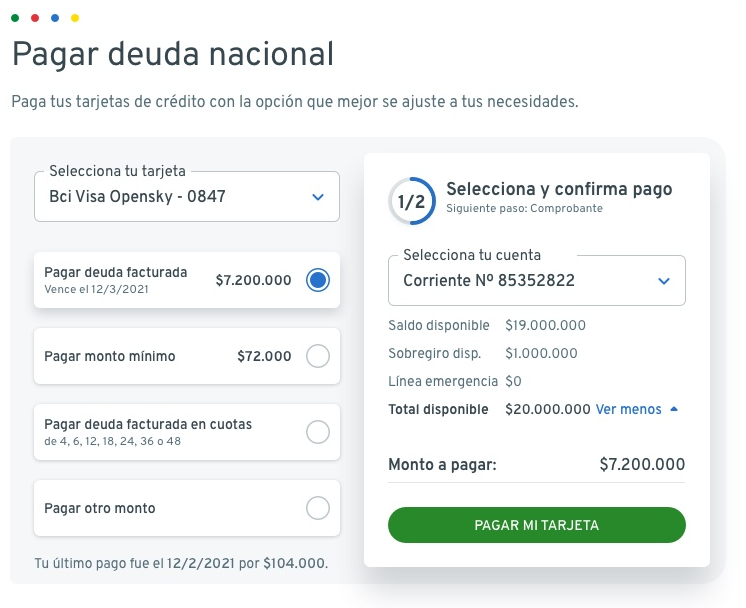 Pagar deuda nacional
Paga tus tarjetas de crédito con la opción que mejor se ajuste a tus necesidades.
Selecciona tu tarjeta
Bci Visa Opensky - 0847
Pagar deuda facturada $7.200.000
Vence el 12/3/2021
Pagar monto mínimo $72.000
Pagar deuda facturada en cuotas
de 4, 6, 12, 18, 24, 36 o 48
Pagar otro monto
Tu último pago fue el 12/2/2021 por $104.000.
1/2
Selecciona y confirma pago
Siguiente paso: Comprobante
Selecciona tu cuenta
Corriente Nº 85352822
Saldo disponible $19.000.000
Sobregiro disp. $1.000.000
Línea emergencia $0
Total disponible $20.000.000 Ver menos
Monto a pagar: $7.200.000
PAGAR MI TARJETA